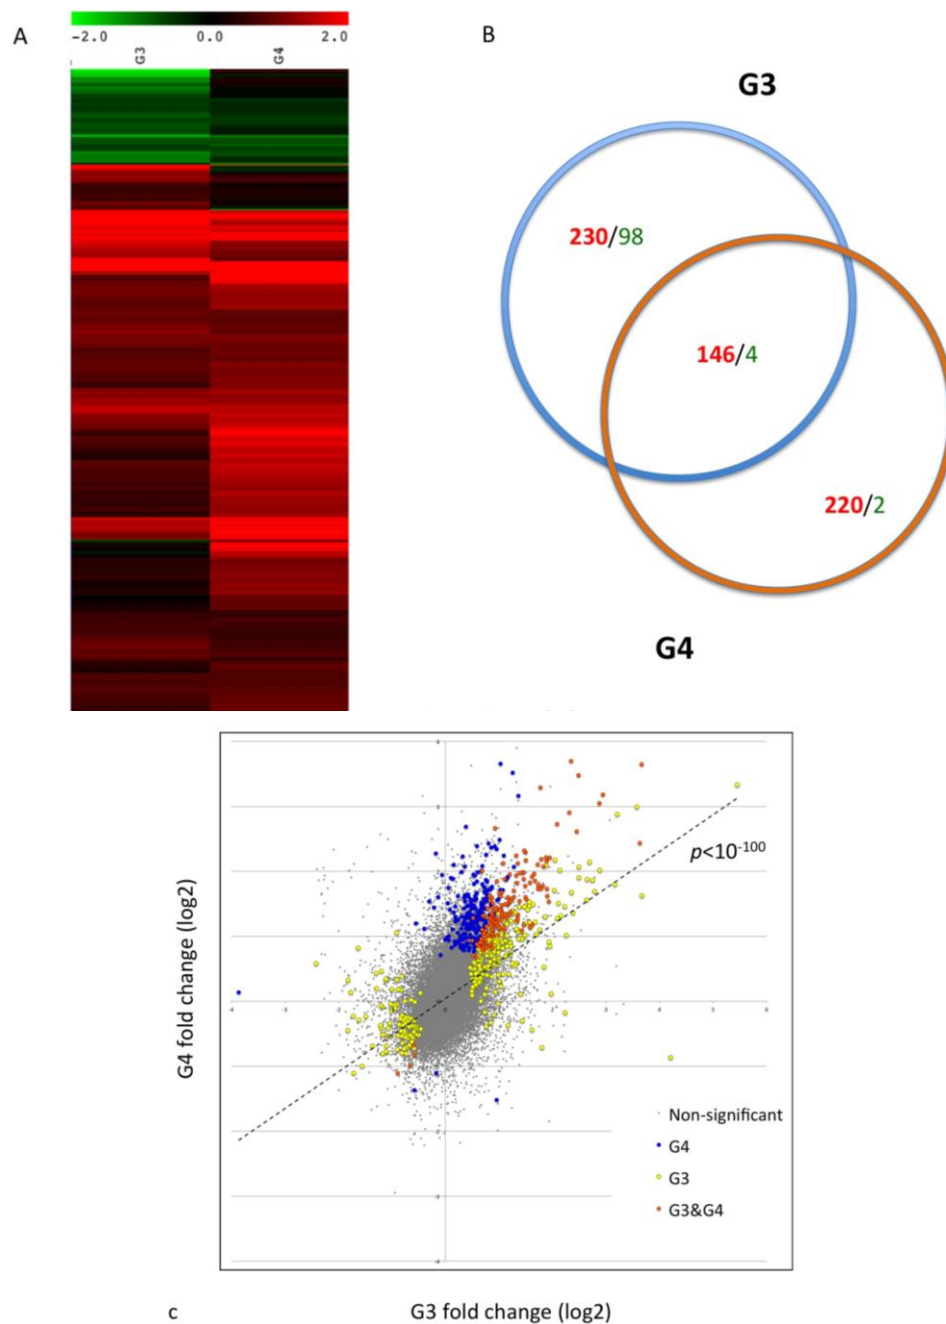 A
-2.0 0.0 2.0
G3 G4
B
G3
230/98
146/4
220/2
G4
p<10-100
G4 fold change (log2)
Non-significant
G4
G3
G3&G4
c
G3 fold change (log2)